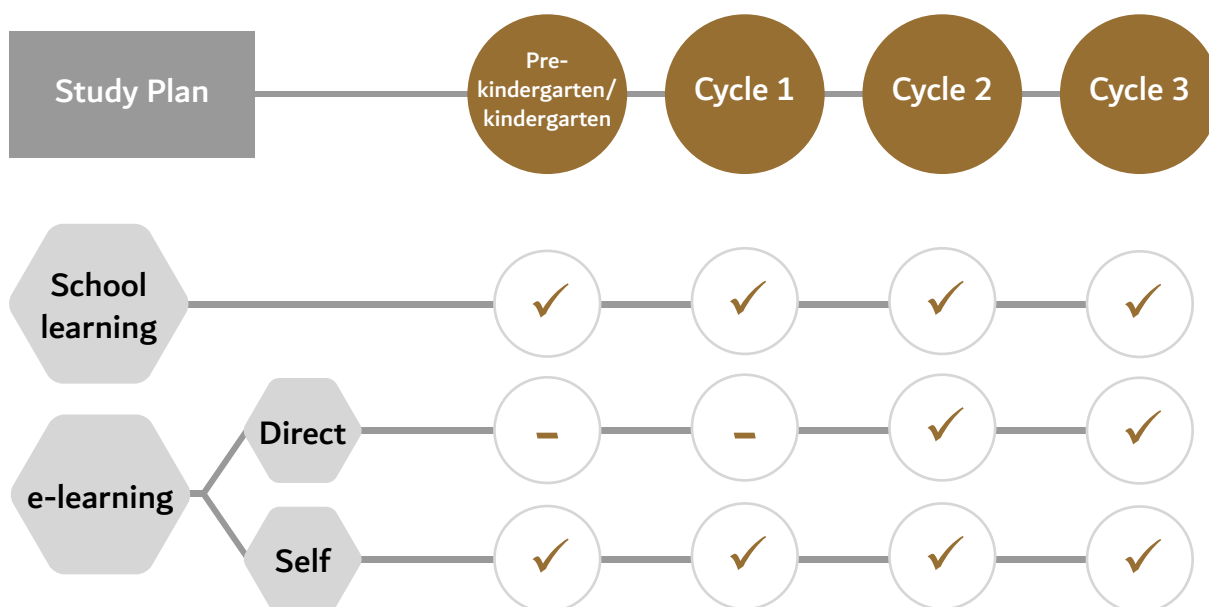 Study Plan
Pre-
kindergarten/
kindergarten
Cycle 1
Cycle 2
Cycle 3
School
learning
✓ ✓ ✓ ✓
e-learning
Direct
- - ✓ ✓
Self
✓ ✓ ✓ ✓